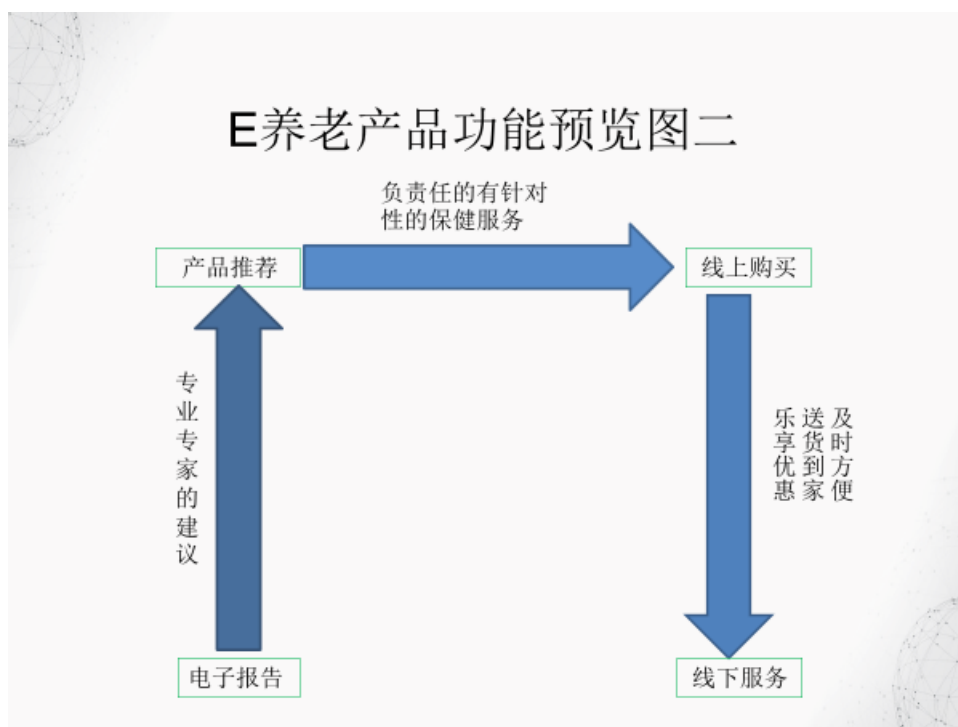 E养老产品功能预览图二
负责任的有针对
性的保健服务
产品推荐
线上购买
专业专家的建议
及时方便
送货到家
乐享优惠
电子报告
线下服务